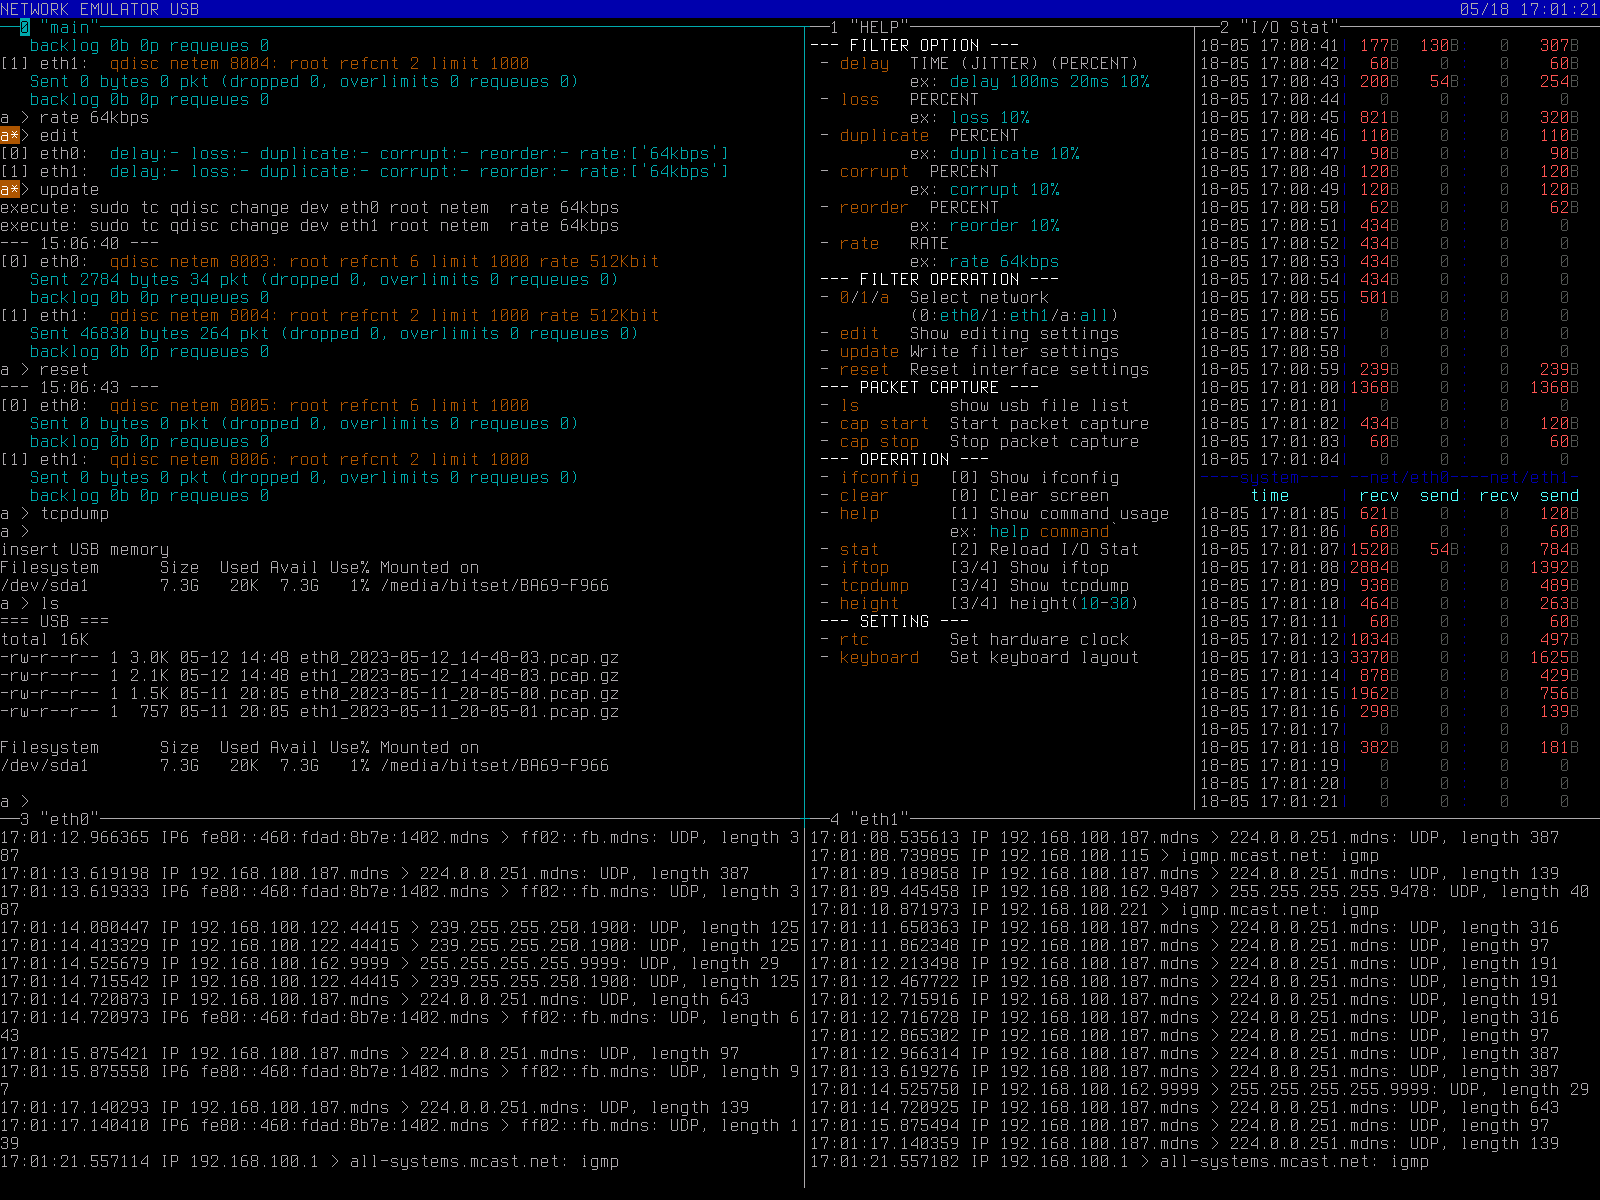 NETWORK EMULATOR USB 05/18 17:01:21
0 "main"
backlog 0b 0p requeues 0
[1] eth1: qdisc netem 8004: root refcnt 2 limit 1000
Sent 0 bytes 0 pkt (dropped 0, overlimits 0 requeues 0)
backlog 0b 0p requeues 0
a > rate 64kbps
a*> edit
[0] eth0: delay:- loss:- duplicate:- corrupt:- reorder:- rate:['64kbps']
[1] eth1: delay:- loss:- duplicate:- corrupt:- reorder:- rate:['64kbps']
a*> update
execute: sudo tc qdisc change dev eth0 root netem  rate 64kbps
execute: sudo tc qdisc change dev eth1 root netem  rate 64kbps
--- 15:06:40 ---
[0] eth0: qdisc netem 8003: root refcnt 6 limit 1000 rate 512Kbit
Sent 2784 bytes 34 pkt (dropped 0, overlimits 0 requeues 0)
backlog 0b 0p requeues 0
[1] eth1: qdisc netem 8004: root refcnt 2 limit 1000 rate 512Kbit
Sent 46830 bytes 264 pkt (dropped 0, overlimits 0 requeues 0)
backlog 0b 0p requeues 0
a > reset
--- 15:06:43 ---
[0] eth0: qdisc netem 8005: root refcnt 6 limit 1000
Sent 0 bytes 0 pkt (dropped 0, overlimits 0 requeues 0)
backlog 0b 0p requeues 0
[1] eth1: qdisc netem 8006: root refcnt 2 limit 1000
Sent 0 bytes 0 pkt (dropped 0, overlimits 0 requeues 0)
backlog 0b 0p requeues 0
a > tcpdump
a >
insert USB memory
Filesystem      Size  Used Avail Use% Mounted on
/dev/sda1       7.3G   20K  7.3G   1% /media/bitset/BA69-F966
a > ls
=== USB ===
total 16K
-rw-r--r-- 1 3.0K 05-12 14:48 eth0_2023-05-12_14-48-03.pcap.gz
-rw-r--r-- 1 2.1K 05-12 14:48 eth1_2023-05-12_14-48-03.pcap.gz
-rw-r--r-- 1 1.5K 05-11 20:05 eth0_2023-05-11_20-05-00.pcap.gz
-rw-r--r-- 1  757 05-11 20:05 eth1_2023-05-11_20-05-01.pcap.gz
Filesystem      Size  Used Avail Use% Mounted on
/dev/sda1       7.3G   20K  7.3G   1% /media/bitset/BA69-F966
a >
1 "HELP"
--- FILTER OPTION ---
- delay  TIME (JITTER) (PERCENT)
ex: delay 100ms 20ms 10%
- loss   PERCENT
ex: loss 10%
- duplicate  PERCENT
ex: duplicate 10%
- corrupt  PERCENT
ex: corrupt 10%
- reorder  PERCENT
ex: reorder 10%
- rate   RATE
ex: rate 64kbps
--- FILTER OPERATION ---
- 0/1/a  Select network
(0:eth0/1:eth1/a:all)
- edit   Show editing settings
- update Write filter settings
- reset  Reset interface settings
--- PACKET CAPTURE ---
- ls         show usb file list
- cap start  Start packet capture
- cap stop   Stop packet capture
--- OPERATION ---
- ifconfig   [0] Show ifconfig
- clear      [0] Clear screen
- help       [1] Show command usage
ex: help command`
- stat       [2] Reload I/O Stat
- iftop      [3/4] Show iftop
- tcpdump    [3/4] Show tcpdump
- height     [3/4] height(10-30)
--- SETTING ---
- rtc        Set hardware clock
- keyboard   Set keyboard layout
2 "I/O Stat"
18-05 17:00:41| 177B 130B: 0 307B
18-05 17:00:42| 60B 0 : 0 60B
18-05 17:00:43| 200B 54B: 0 254B
18-05 17:00:44| 0 0 : 0 0
18-05 17:00:45| 821B 0 : 0 320B
18-05 17:00:46| 110B 0 : 0 110B
18-05 17:00:47| 90B 0 : 0 90B
18-05 17:00:48| 120B 0 : 0 120B
18-05 17:00:49| 120B 0 : 0 120B
18-05 17:00:50| 62B 0 : 0 62B
18-05 17:00:51| 434B 0 : 0 0
18-05 17:00:52| 434B 0 : 0 0
18-05 17:00:53| 434B 0 : 0 0
18-05 17:00:54| 434B 0 : 0 0
18-05 17:00:55| 501B 0 : 0 0
18-05 17:00:56| 0 0 : 0 0
18-05 17:00:57| 0 0 : 0 0
18-05 17:00:58| 0 0 : 0 0
18-05 17:00:59| 239B 0 : 0 239B
18-05 17:01:00|1368B 0 : 0 1368B
18-05 17:01:01| 0 0 : 0 0
18-05 17:01:02| 434B 0 : 0 120B
18-05 17:01:03| 60B 0 : 0 60B
18-05 17:01:04| 0 0 : 0 0
----system---- --net/eth0----net/eth1-
time | recv send: recv send
18-05 17:01:05| 621B 0 : 0 120B
18-05 17:01:06| 60B 0 : 0 60B
18-05 17:01:07|1520B 54B: 0 784B
18-05 17:01:08|2884B 0 : 0 1392B
18-05 17:01:09| 938B 0 : 0 489B
18-05 17:01:10| 464B 0 : 0 263B
18-05 17:01:11| 60B 0 : 0 60B
18-05 17:01:12|1034B 0 : 0 497B
18-05 17:01:13|3370B 0 : 0 1625B
18-05 17:01:14| 878B 0 : 0 429B
18-05 17:01:15|1962B 0 : 0 756B
18-05 17:01:16| 298B 0 : 0 139B
18-05 17:01:17| 0 0 : 0 0
18-05 17:01:18| 382B 0 : 0 181B
18-05 17:01:19| 0 0 : 0 0
18-05 17:01:20| 0 0 : 0 0
18-05 17:01:21| 0 0 : 0 0
3 "eth0"
17:01:12.966365 IP6 fe80::460:fdad:8b7e:1402.mdns > ff02::fb.mdns: UDP, length 3
87
17:01:13.619198 IP 192.168.100.187.mdns > 224.0.0.251.mdns: UDP, length 387
17:01:13.619333 IP6 fe80::460:fdad:8b7e:1402.mdns > ff02::fb.mdns: UDP, length 3
87
17:01:14.080447 IP 192.168.100.122.44415 > 239.255.255.250.1900: UDP, length 125
17:01:14.413329 IP 192.168.100.122.44415 > 239.255.255.250.1900: UDP, length 125
17:01:14.525679 IP 192.168.100.162.9999 > 255.255.255.255.9999: UDP, length 29
17:01:14.715542 IP 192.168.100.122.44415 > 239.255.255.250.1900: UDP, length 125
17:01:14.720873 IP 192.168.100.187.mdns > 224.0.0.251.mdns: UDP, length 643
17:01:14.720973 IP6 fe80::460:fdad:8b7e:1402.mdns > ff02::fb.mdns: UDP, length 6
43
17:01:15.875421 IP 192.168.100.187.mdns > 224.0.0.251.mdns: UDP, length 97
17:01:15.875550 IP6 fe80::460:fdad:8b7e:1402.mdns > ff02::fb.mdns: UDP, length 9
7
17:01:17.140293 IP 192.168.100.187.mdns > 224.0.0.251.mdns: UDP, length 139
17:01:17.140410 IP6 fe80::460:fdad:8b7e:1402.mdns > ff02::fb.mdns: UDP, length 1
39
17:01:21.557114 IP 192.168.100.1 > all-systems.mcast.net: igmp
4 "eth1"
17:01:08.535613 IP 192.168.100.187.mdns > 224.0.0.251.mdns: UDP, length 387
17:01:08.739895 IP 192.168.100.115 > igmp.mcast.net: igmp
17:01:09.189058 IP 192.168.100.187.mdns > 224.0.0.251.mdns: UDP, length 139
17:01:09.445458 IP 192.168.100.162.9487 > 255.255.255.255.9478: UDP, length 40
17:01:10.871973 IP 192.168.100.221 > igmp.mcast.net: igmp
17:01:11.650363 IP 192.168.100.187.mdns > 224.0.0.251.mdns: UDP, length 316
17:01:11.862348 IP 192.168.100.187.mdns > 224.0.0.251.mdns: UDP, length 97
17:01:12.213498 IP 192.168.100.187.mdns > 224.0.0.251.mdns: UDP, length 191
17:01:12.467722 IP 192.168.100.187.mdns > 224.0.0.251.mdns: UDP, length 191
17:01:12.715916 IP 192.168.100.187.mdns > 224.0.0.251.mdns: UDP, length 191
17:01:12.716728 IP 192.168.100.187.mdns > 224.0.0.251.mdns: UDP, length 316
17:01:12.865302 IP 192.168.100.187.mdns > 224.0.0.251.mdns: UDP, length 97
17:01:12.966314 IP 192.168.100.187.mdns > 224.0.0.251.mdns: UDP, length 387
17:01:13.619276 IP 192.168.100.187.mdns > 224.0.0.251.mdns: UDP, length 387
17:01:14.525750 IP 192.168.100.162.9999 > 255.255.255.255.9999: UDP, length 29
17:01:14.720925 IP 192.168.100.187.mdns > 224.0.0.251.mdns: UDP, length 643
17:01:15.875494 IP 192.168.100.187.mdns > 224.0.0.251.mdns: UDP, length 97
17:01:17.140359 IP 192.168.100.187.mdns > 224.0.0.251.mdns: UDP, length 139
17:01:21.557182 IP 192.168.100.1 > all-systems.mcast.net: igmp